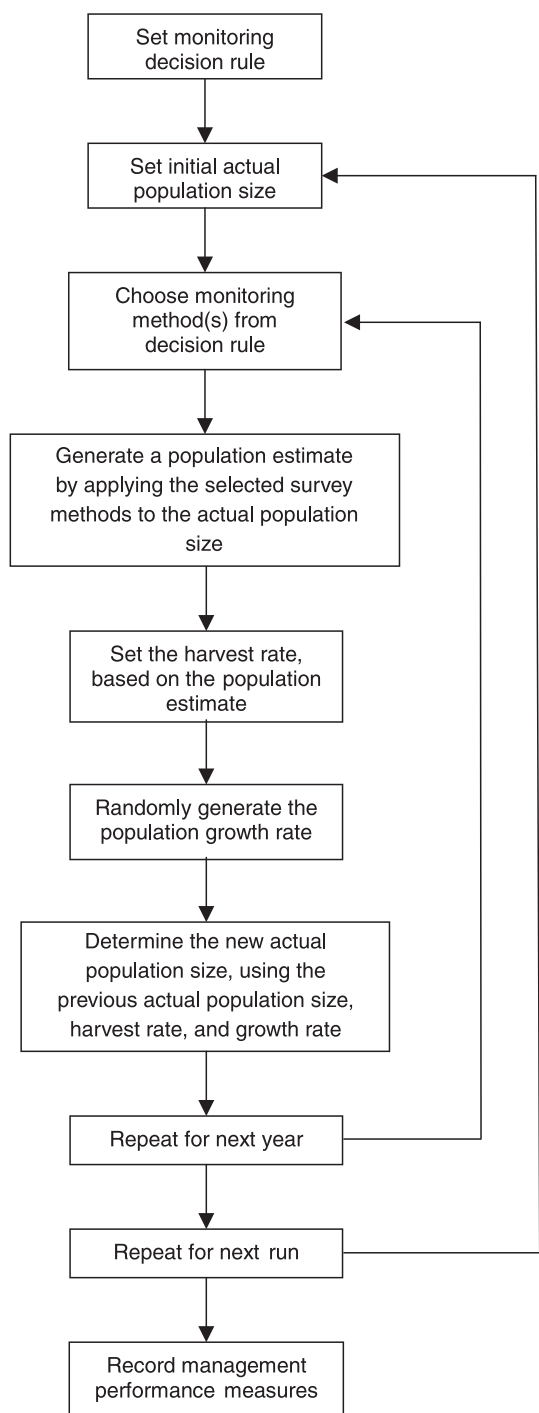 Set monitoring
decision rule
Set initial actual
population size
Choose monitoring
method(s) from
decision rule
Generate a population estimate
by applying the selected survey
methods to the actual population
size
Set the harvest rate,
based on the population
estimate
Randomly generate the
population growth rate
Determine the new actual
population size, using the
previous actual population size,
harvest rate, and growth rate
Repeat for next year
Repeat for next run
Record management
performance measures